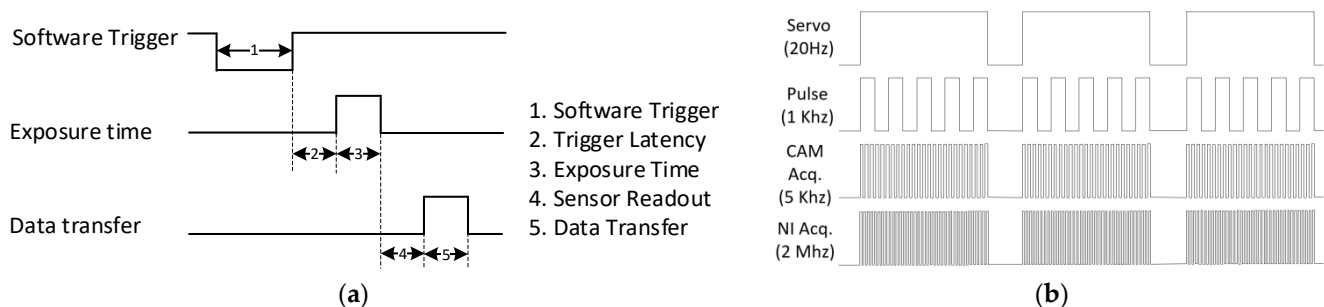 Software Trigger
1
Exposure time
2
3
Data transfer
4
5
1. Software Trigger
2. Trigger Latency
3. Exposure Time
4. Sensor Readout
5. Data Transfer
(a)
Servo
(20Hz)
Pulse
(1 Khz)
CAM
Acq.
(5 Khz)
NI Acq.
(2 Mhz)
(b)